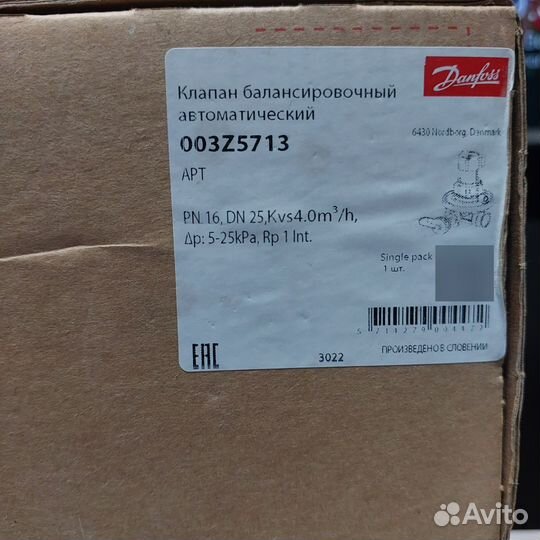 Danfoss
Клапан балансировочный
автоматический
003Z5713
6430 Nordborg, Denmark
APT
PN 16, DN 25,Kvs4.0m³/h,
Δp: 5-25kPa, Rp 1 Int.
Single pack
1 шт.
EAC
3022
ПРОИЗВЕДЕНО В СЛОВЕНИИ
Avito